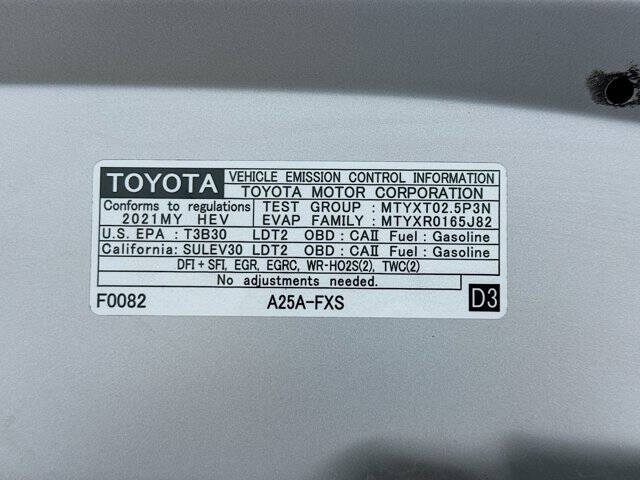 TOYOTA VEHICLE EMISSION CONTROL INFORMATION
TOYOTA MOTOR CORPORATION
Conforms to regulations TEST GROUP : MTYXT02.5P3N
2021MY HEV EVAP FAMILY : MTYXR0165J82
U.S. EPA : T3B30 LDT2 OBD : CAⅡ Fuel : Gasoline
California: SULEV30 LDT2 OBD : CAⅡ Fuel : Gasoline
DFI + SFI, EGR, EGRC, WR-HO2S(2), TWC(2)
No adjustments needed.
F0082 A25A-FXS D3